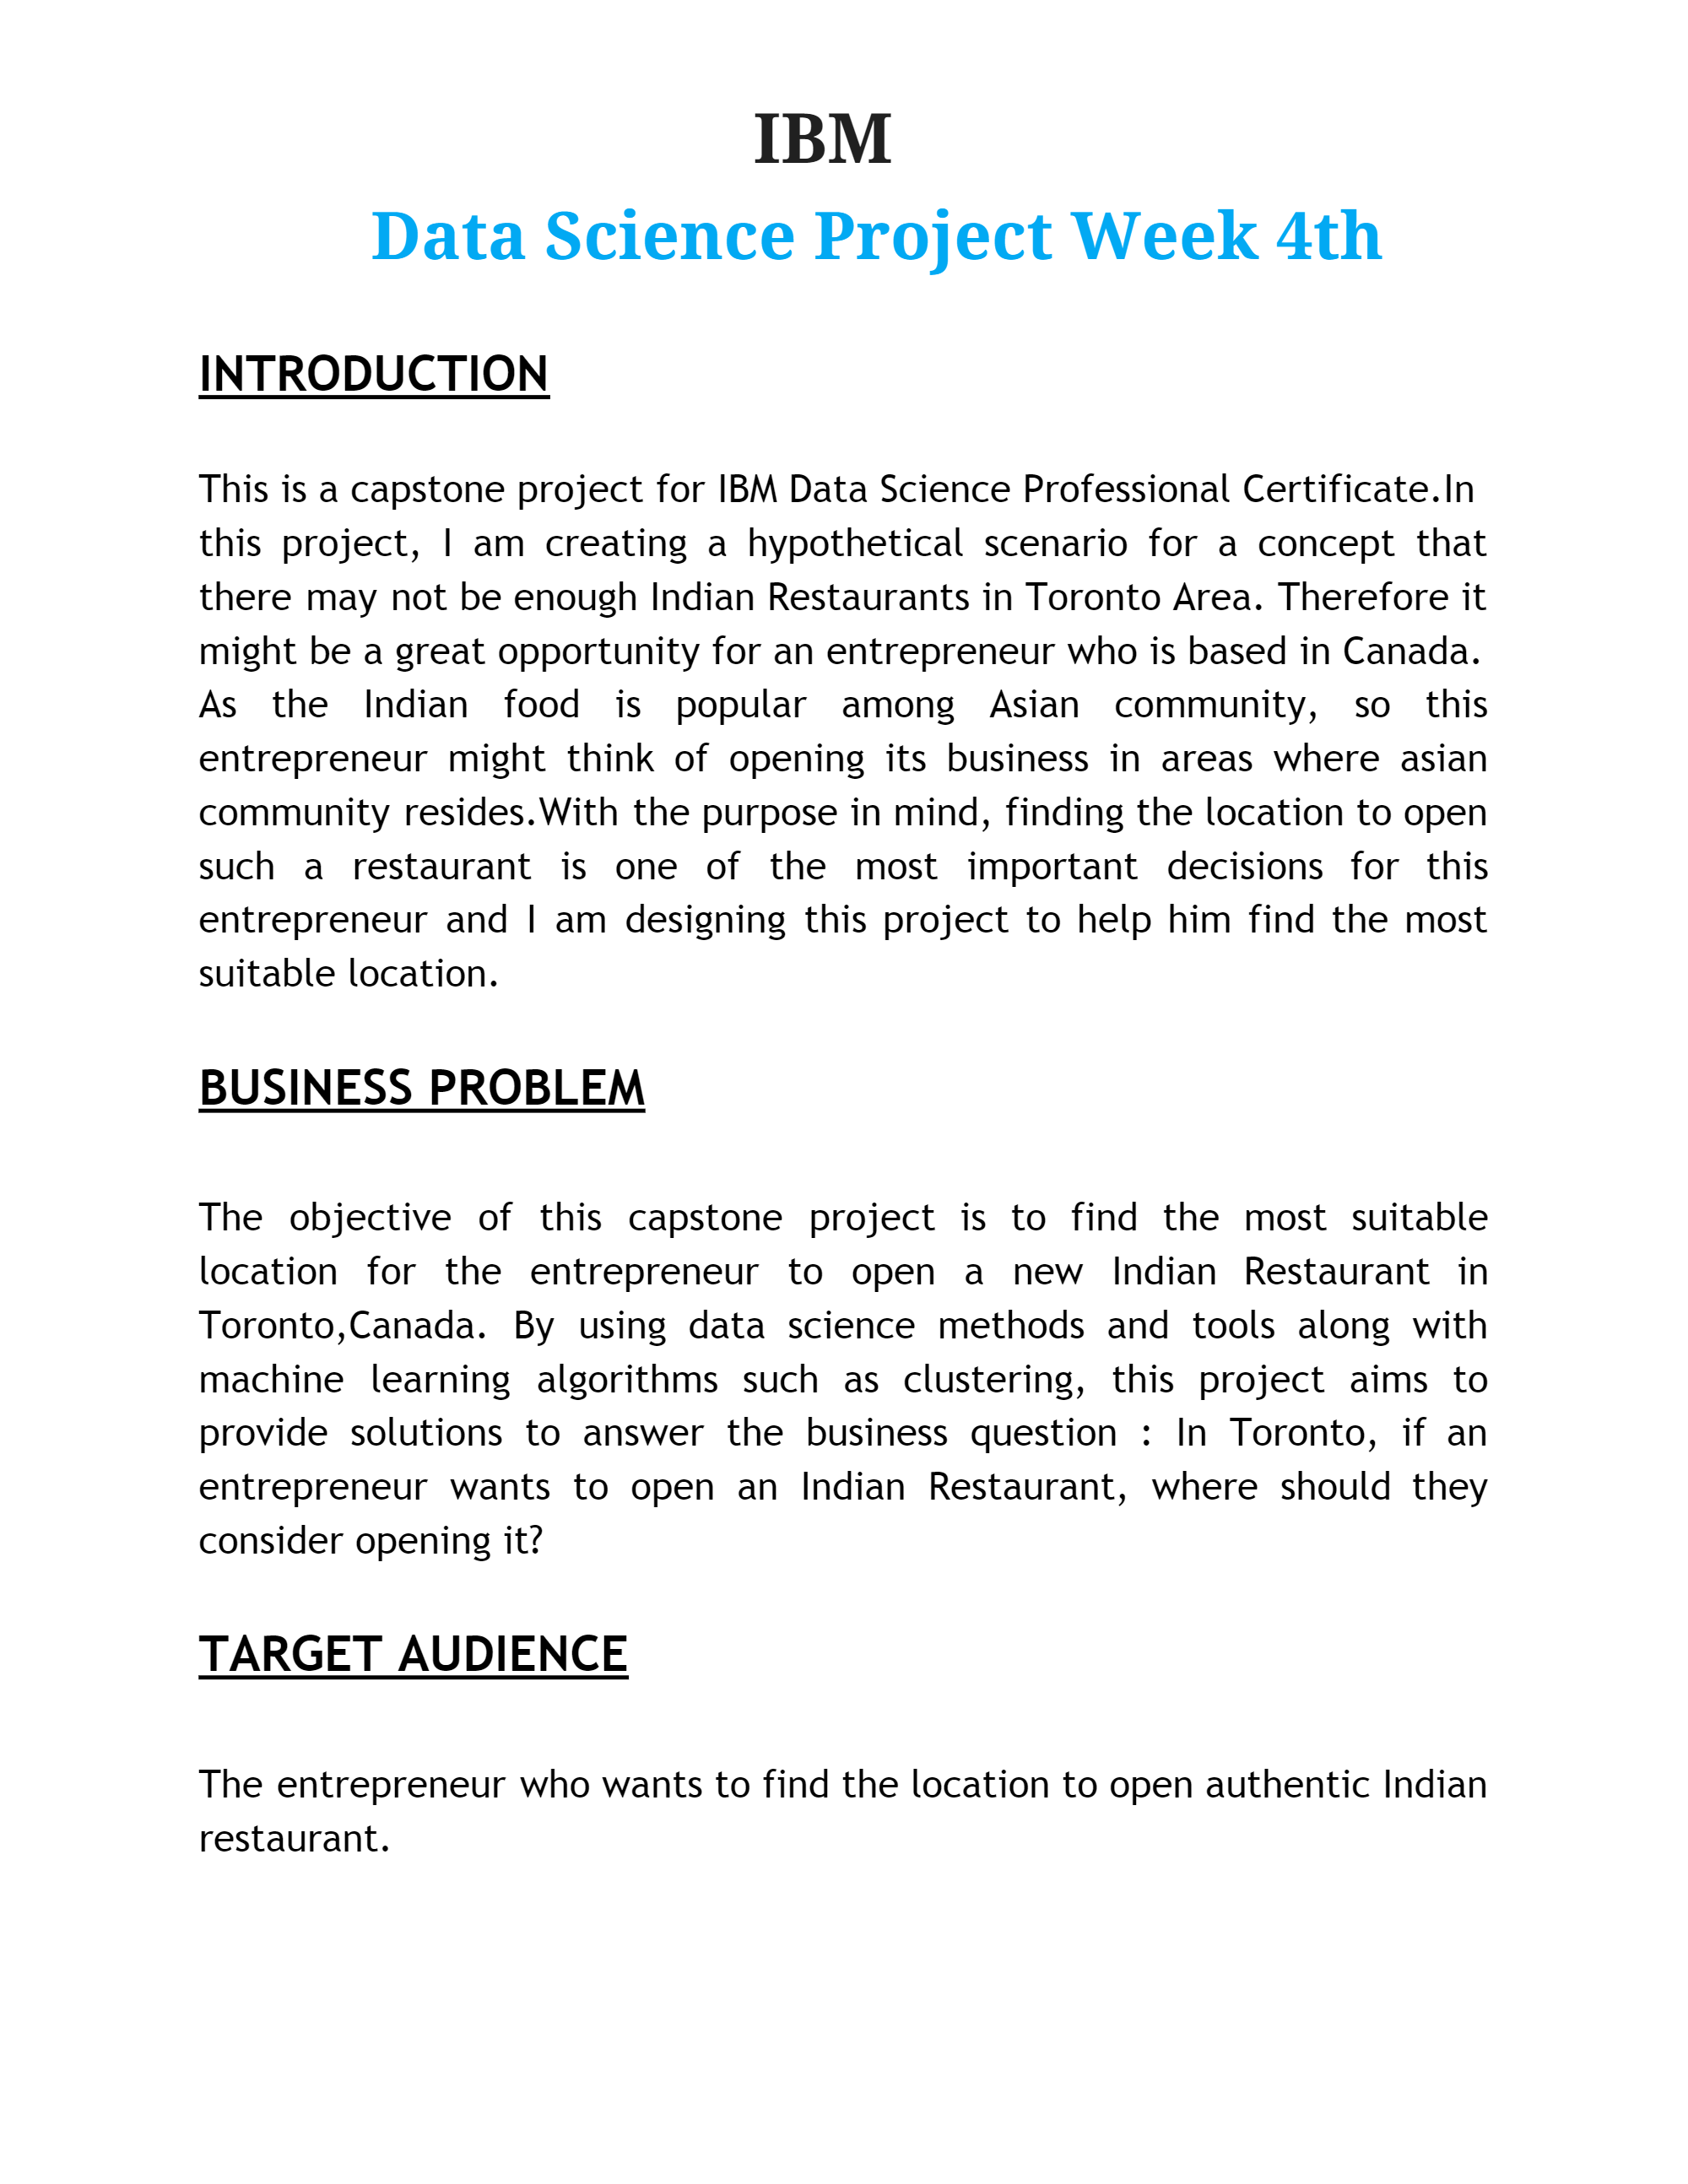 IBM
Data Science Project Week 4th
INTRODUCTION
This is a capstone project for IBM Data Science Professional Certificate.In
this project, I am creating a hypothetical scenario for a concept that
there may not be enough Indian Restaurants in Toronto Area. Therefore it
might be a great opportunity for an entrepreneur who is based in Canada.
As the Indian food is popular among Asian community, so this
entrepreneur might think of opening its business in areas where asian
community resides.With the purpose in mind, finding the location to open
such a restaurant is one of the most important decisions for this
entrepreneur and I am designing this project to help him find the most
suitable location.
BUSINESS PROBLEM
The objective of this capstone project is to find the most suitable
location for the entrepreneur to open a new Indian Restaurant in
Toronto,Canada. By using data science methods and tools along with
machine learning algorithms such as clustering, this project aims to
provide solutions to answer the business question : In Toronto, if an
entrepreneur wants to open an Indian Restaurant, where should they
consider opening it?
TARGET AUDIENCE
The entrepreneur who wants to find the location to open authentic Indian
restaurant.